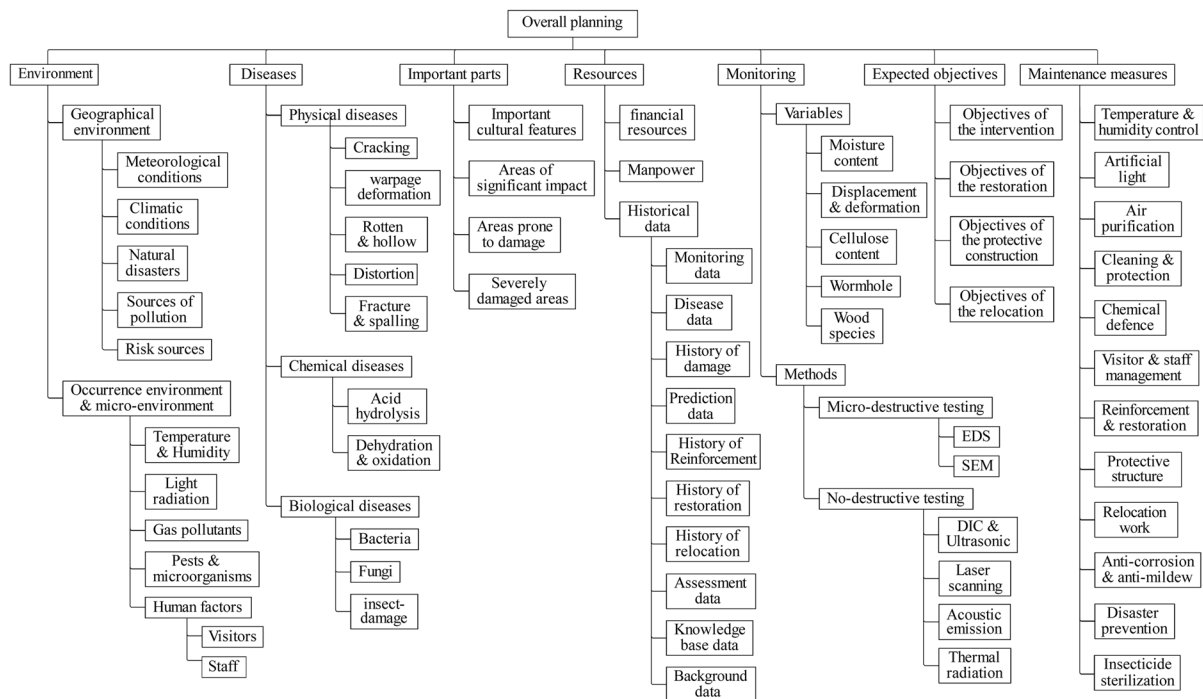 Overall planning
Environment
Geographical
environment
Meteorological
conditions
Climatic
conditions
Natural
disasters
Sources of
pollution
Risk sources
Occurrence environment
& micro-environment
Temperature
& Humidity
Light
radiation
Gas pollutants
Pests &
microorganisms
Human factors
Visitors
Staff
Diseases
Physical diseases
Cracking
warpage
deformation
Rotten
& hollow
Distortion
Fracture
& spalling
Chemical diseases
Acid
hydrolysis
Dehydration
& oxidation
Biological diseases
Bacteria
Fungi
insect-
damage
Important parts
Important
cultural features
Areas of
significant impact
Areas prone
to damage
Severely
damaged areas
Resources
financial
resources
Manpower
Historical
data
Monitoring
data
Disease
data
History of
damage
Prediction
data
History of
Reinforcement
History of
restoration
History of
relocation
Assessment
data
Knowledge
base data
Background
data
Monitoring
Variables
Moisture
content
Displacement
& deformation
Cellulose
content
Wormhole
Wood
species
Methods
Micro-destructive testing
EDS
SEM
No-destructive testing
DIC &
Ultrasonic
Laser
scanning
Acoustic
emission
Thermal
radiation
Expected objectives
Objectives of
the intervention
Objectives of
the restoration
Objectives of
the protective
construction
Objectives of
the relocation
Maintenance measures
Temperature &
humidity control
Artificial
light
Air
purification
Cleaning &
protection
Chemical
defence
Visitor & staff
management
Reinforcement
& restoration
Protective
structure
Relocation
work
Anti-corrosion
& anti-mildew
Disaster
prevention
Insecticide
sterilization